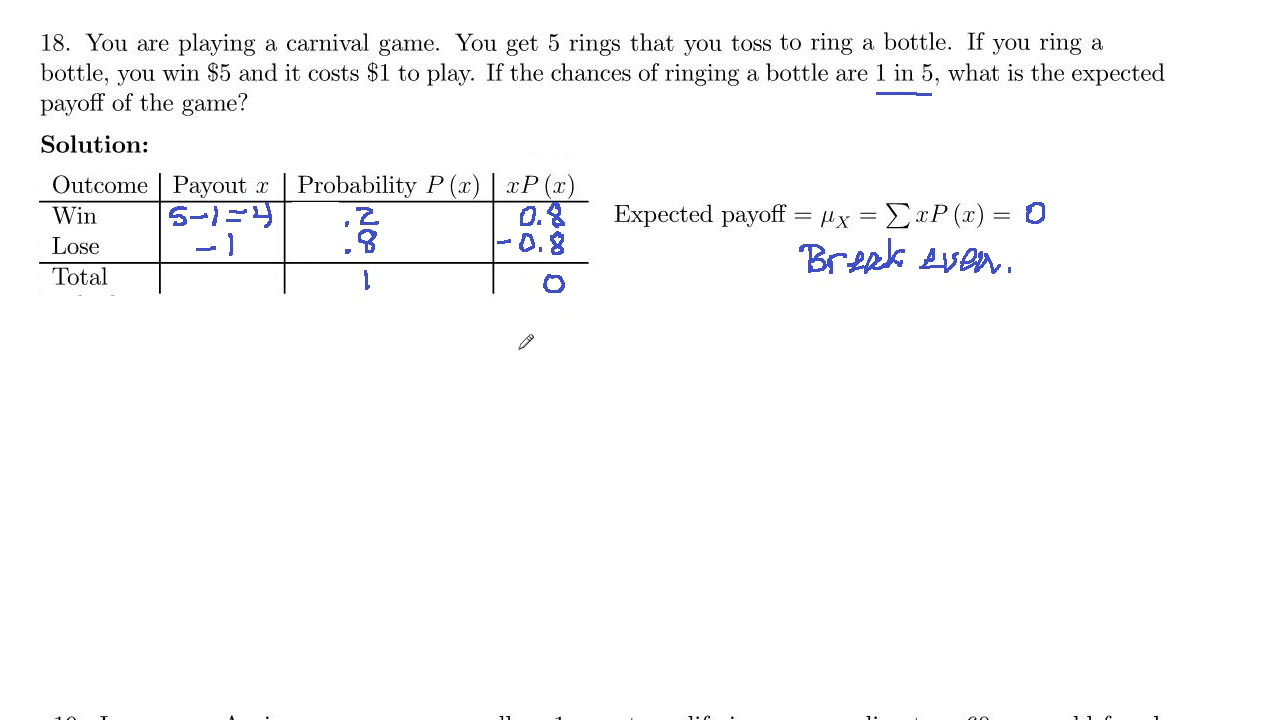 18. You are playing a carnival game. You get 5 rings that you toss to ring a bottle. If you ring a
bottle, you win $5 and it costs $1 to play. If the chances of ringing a bottle are 1 in 5, what is the expected
payoff of the game?
Solution:
Outcome Payout x Probability P (x) xP (x)
Win 5-1=4 .2 0.8
Lose -1 .8 -0.8
Total 1 0
Expected payoff = μX = ∑ xP (x) = 0
Break even.